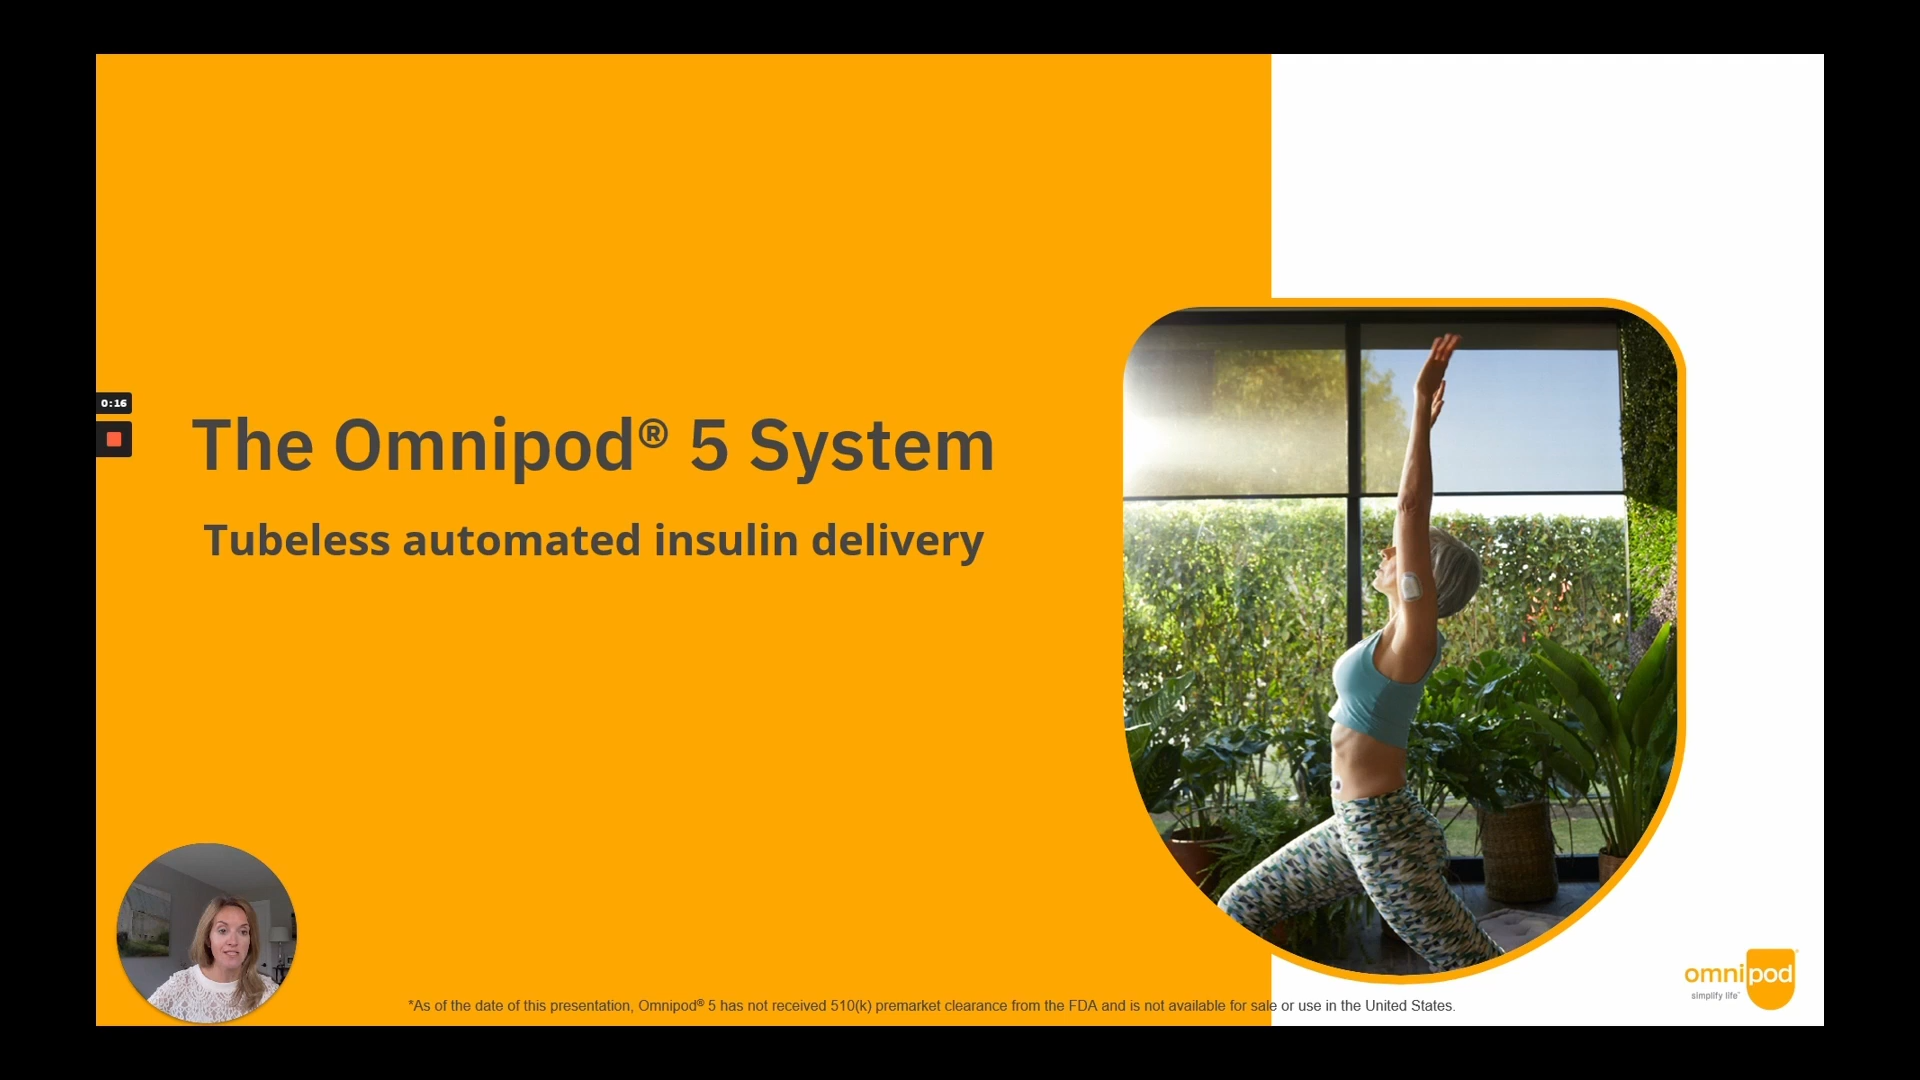 0:16
The Omnipod® 5 System
Tubeless automated insulin delivery
omnipod®
simplify life™
*As of the date of this presentation, Omnipod® 5 has not received 510(k) premarket clearance from the FDA and is not available for sale or use in the United States.